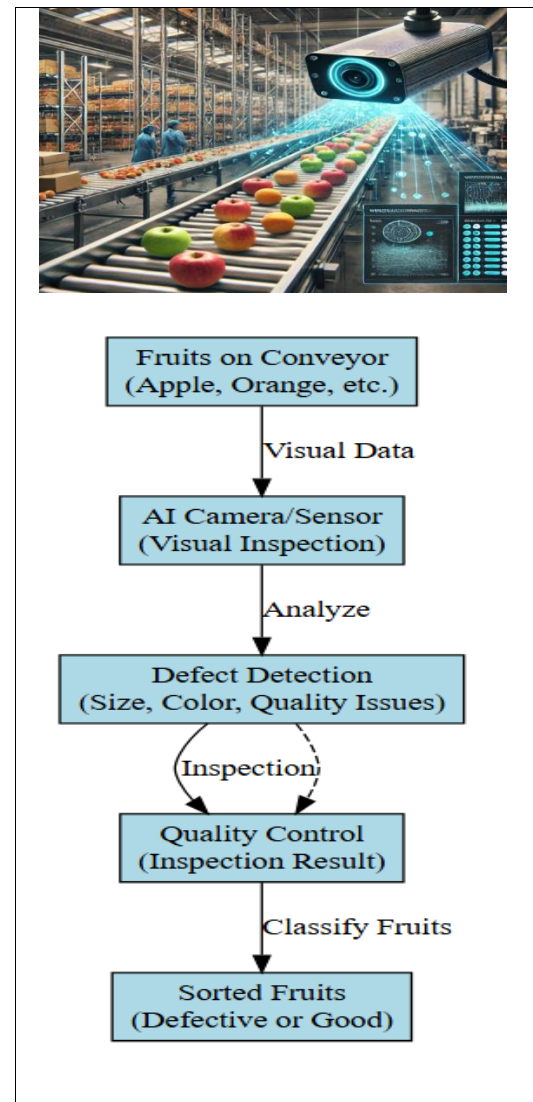 Fruits on Conveyor
(Apple, Orange, etc.)
Visual Data
AI Camera/Sensor
(Visual Inspection)
Analyze
Defect Detection
(Size, Color, Quality Issues)
Inspection
Quality Control
(Inspection Result)
Classify Fruits
Sorted Fruits
(Defective or Good)